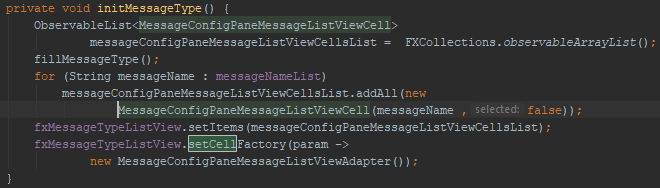 private void initMessageType() {
ObservableList<MessageConfigPaneMessageListViewCell>
messageConfigPaneMessageListViewCellsList = FXCollections.observableArrayList();
fillMessageType();
for (String messageName : messageNameList)
messageConfigPaneMessageListViewCellsList.addAll(new
MessageConfigPaneMessageListViewCell(messageName , selected: false));
fxMessageTypeListView.setItems(messageConfigPaneMessageListViewCellsList);
fxMessageTypeListView.setCellFactory(param ->
new MessageConfigPaneMessageListViewAdapter());
}